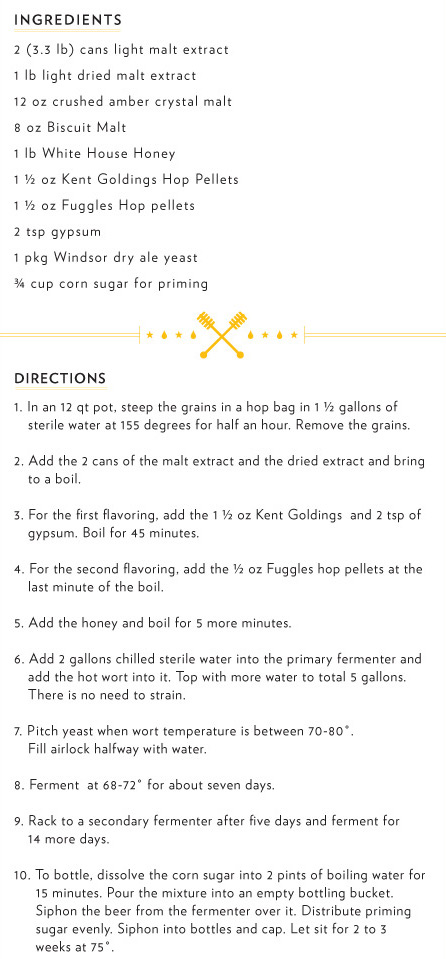 INGREDIENTS
2 (3.3 lb) cans light malt extract
1 lb light dried malt extract
12 oz crushed amber crystal malt
8 oz Biscuit Malt
1 lb White House Honey
1 ½ oz Kent Goldings Hop Pellets
1 ½ oz Fuggles Hop pellets
2 tsp gypsum
1 pkg Windsor dry ale yeast
¾ cup corn sugar for priming
DIRECTIONS
1. In an 12 qt pot, steep the grains in a hop bag in 1 ½ gallons of
sterile water at 155 degrees for half an hour. Remove the grains.
2. Add the 2 cans of the malt extract and the dried extract and bring
to a boil.
3. For the first flavoring, add the 1 ½ oz Kent Goldings and 2 tsp of
gypsum. Boil for 45 minutes.
4. For the second flavoring, add the ½ oz Fuggles hop pellets at the
last minute of the boil.
5. Add the honey and boil for 5 more minutes.
6. Add 2 gallons chilled sterile water into the primary fermenter and
add the hot wort into it. Top with more water to total 5 gallons.
There is no need to strain.
7. Pitch yeast when wort temperature is between 70-80˚.
Fill airlock halfway with water.
8. Ferment at 68-72˚ for about seven days.
9. Rack to a secondary fermenter after five days and ferment for
14 more days.
10. To bottle, dissolve the corn sugar into 2 pints of boiling water for
15 minutes. Pour the mixture into an empty bottling bucket.
Siphon the beer from the fermenter over it. Distribute priming
sugar evenly. Siphon into bottles and cap. Let sit for 2 to 3
weeks at 75˚.